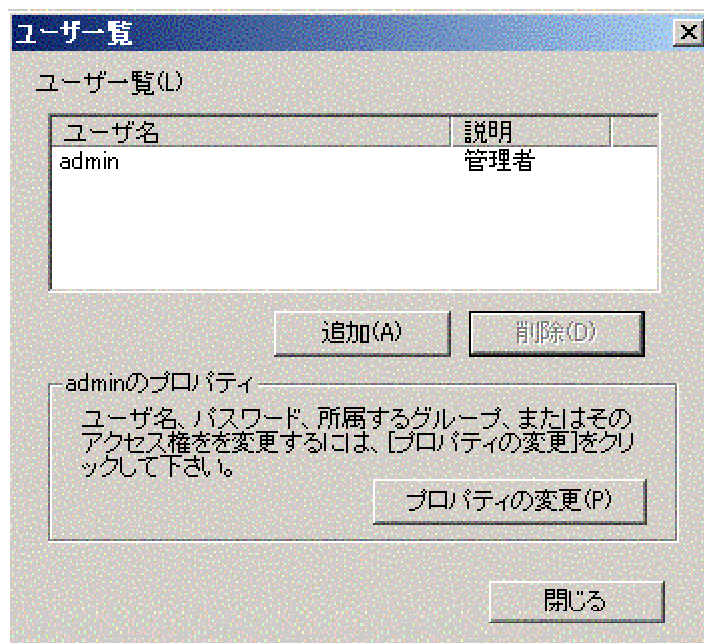 ユーザ一覧
ユーザ一覧(L)
ユーザ名 説明
admin 管理者
追加(A) 削除(D)
adminのプロパティ
ユーザ名、パスワード、所属するグループ、またはその
アクセス権をを変更するには、[プロパティの変更]をクリ
ックして下さい。
プロパティの変更(P)
閉じる